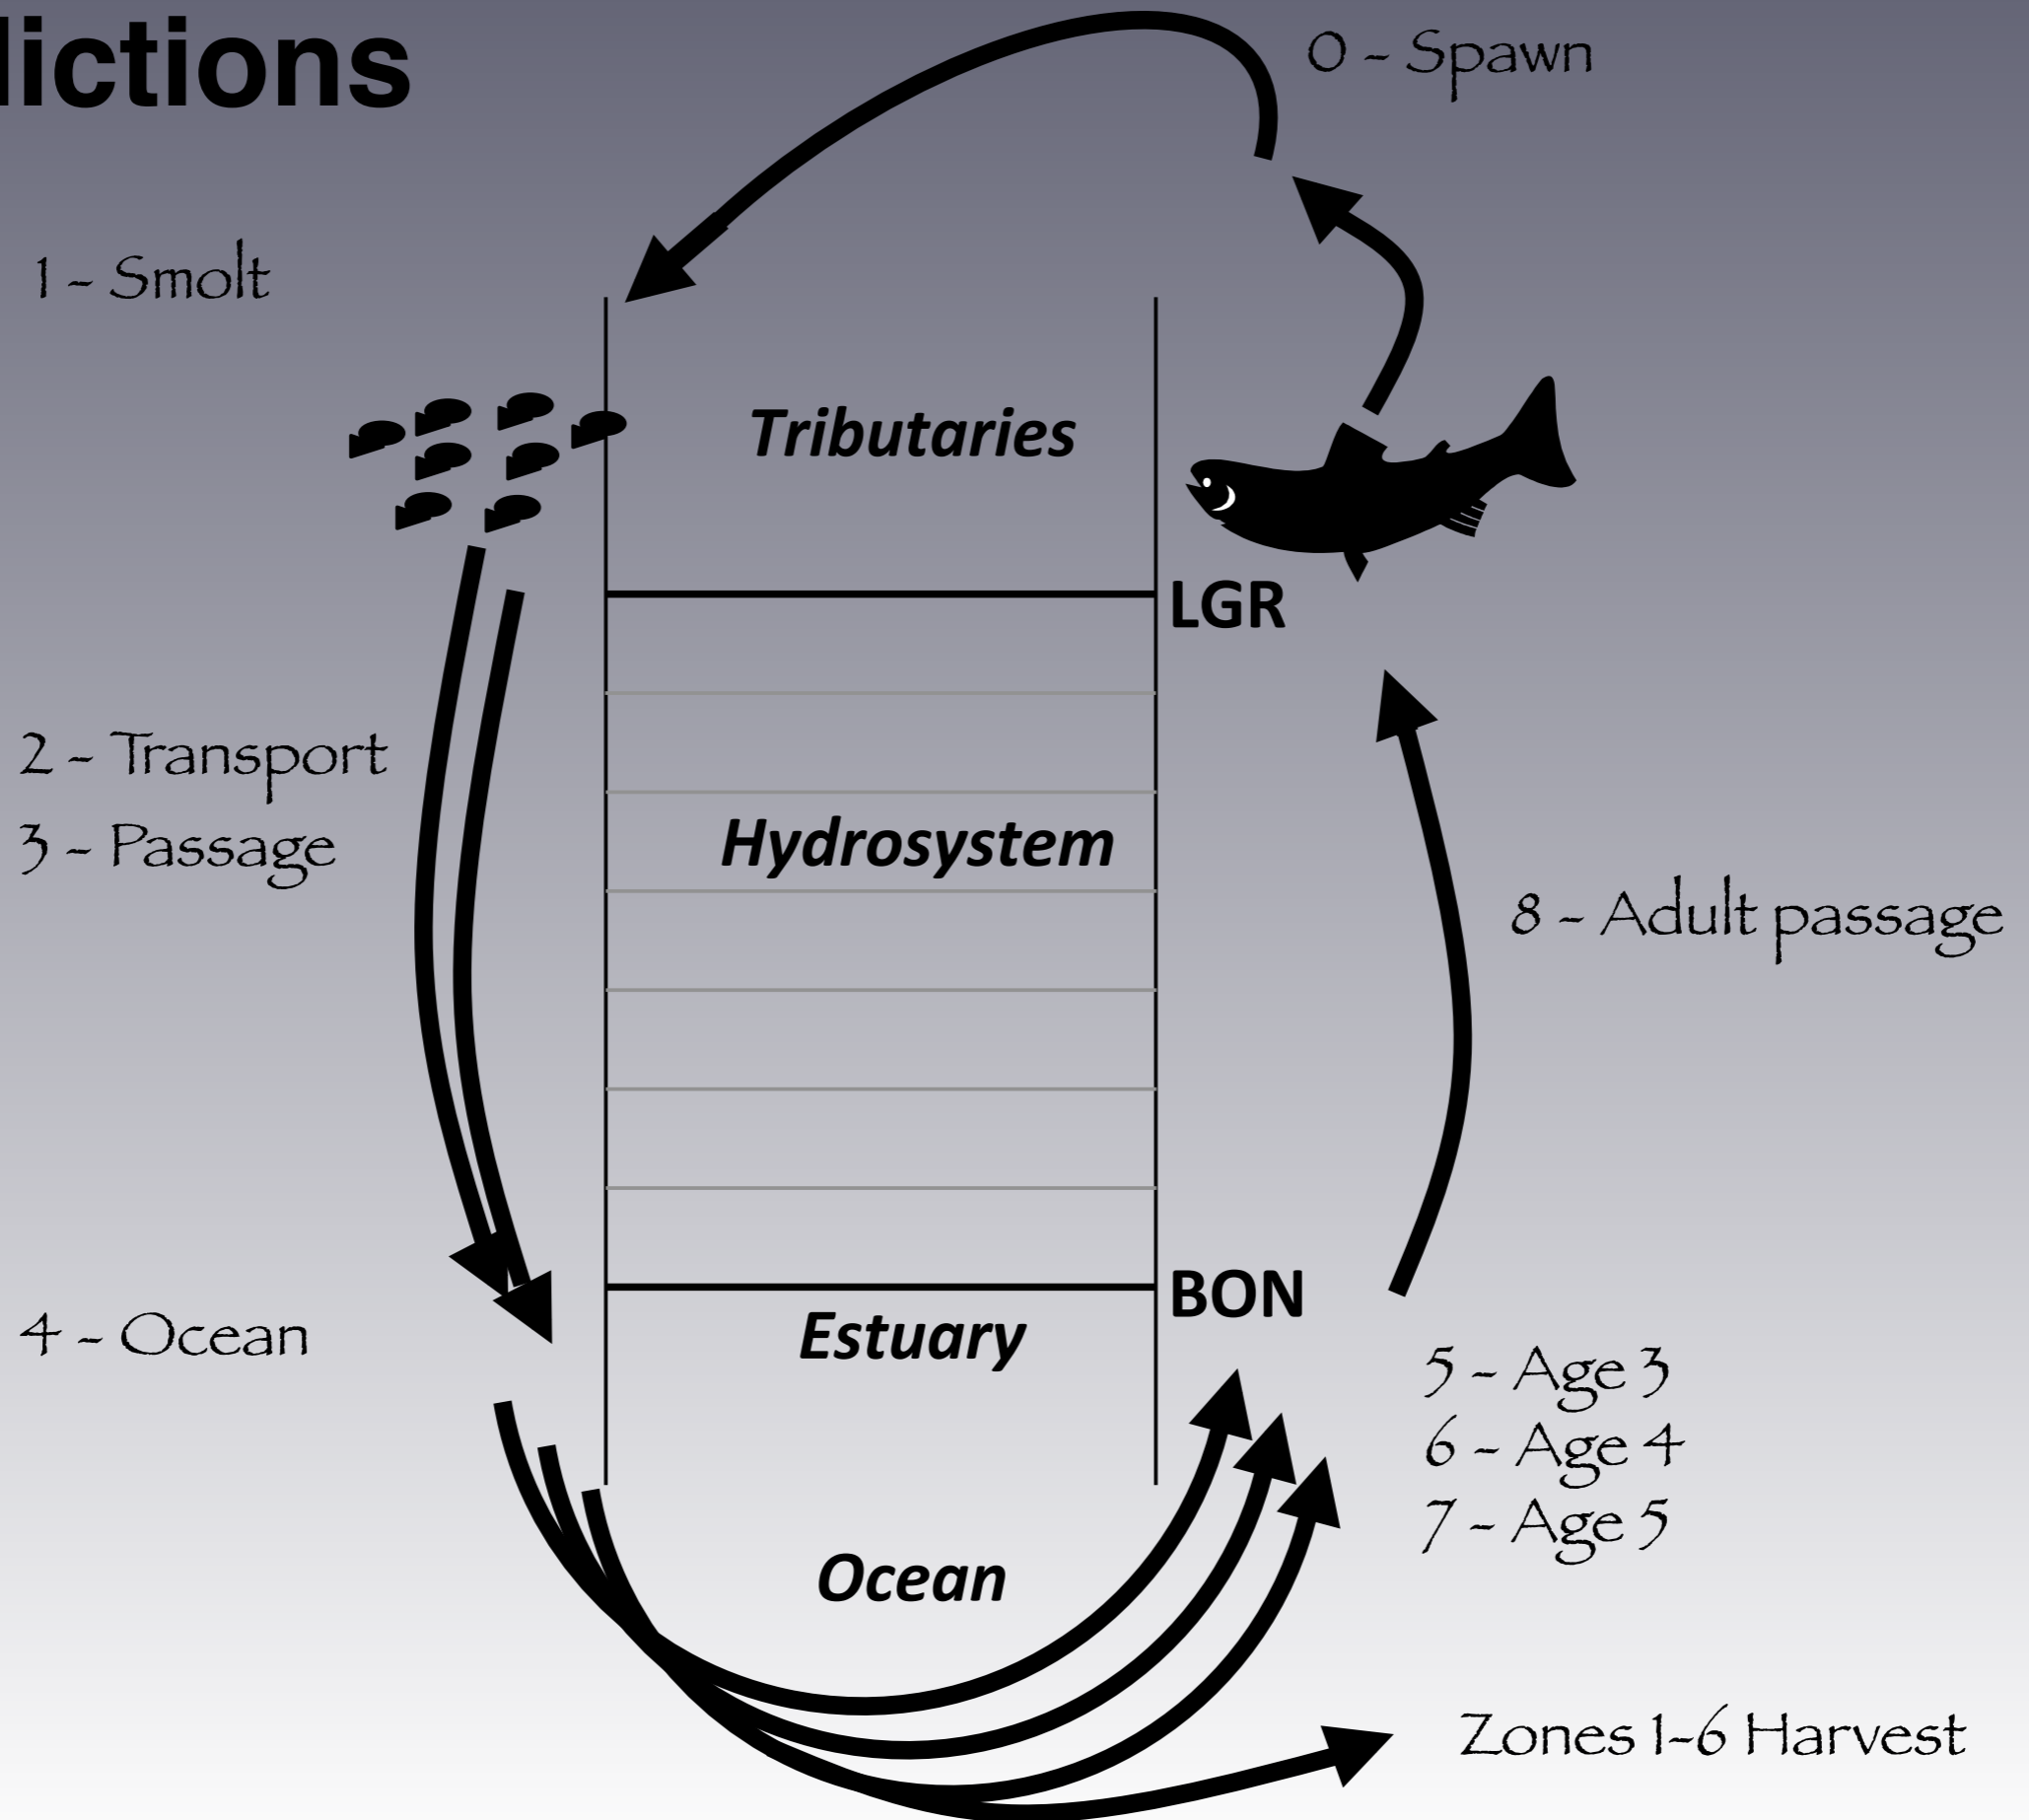 lictions
0 - Spawn
1 - Smolt
Tributaries
LGR
2 - Transport
3 - Passage
Hydrosystem
8 - Adult passage
BON
4 - Ocean
Estuary
5 - Age 3
6 - Age 4
7 - Age 5
Ocean
Zones 1-6 Harvest